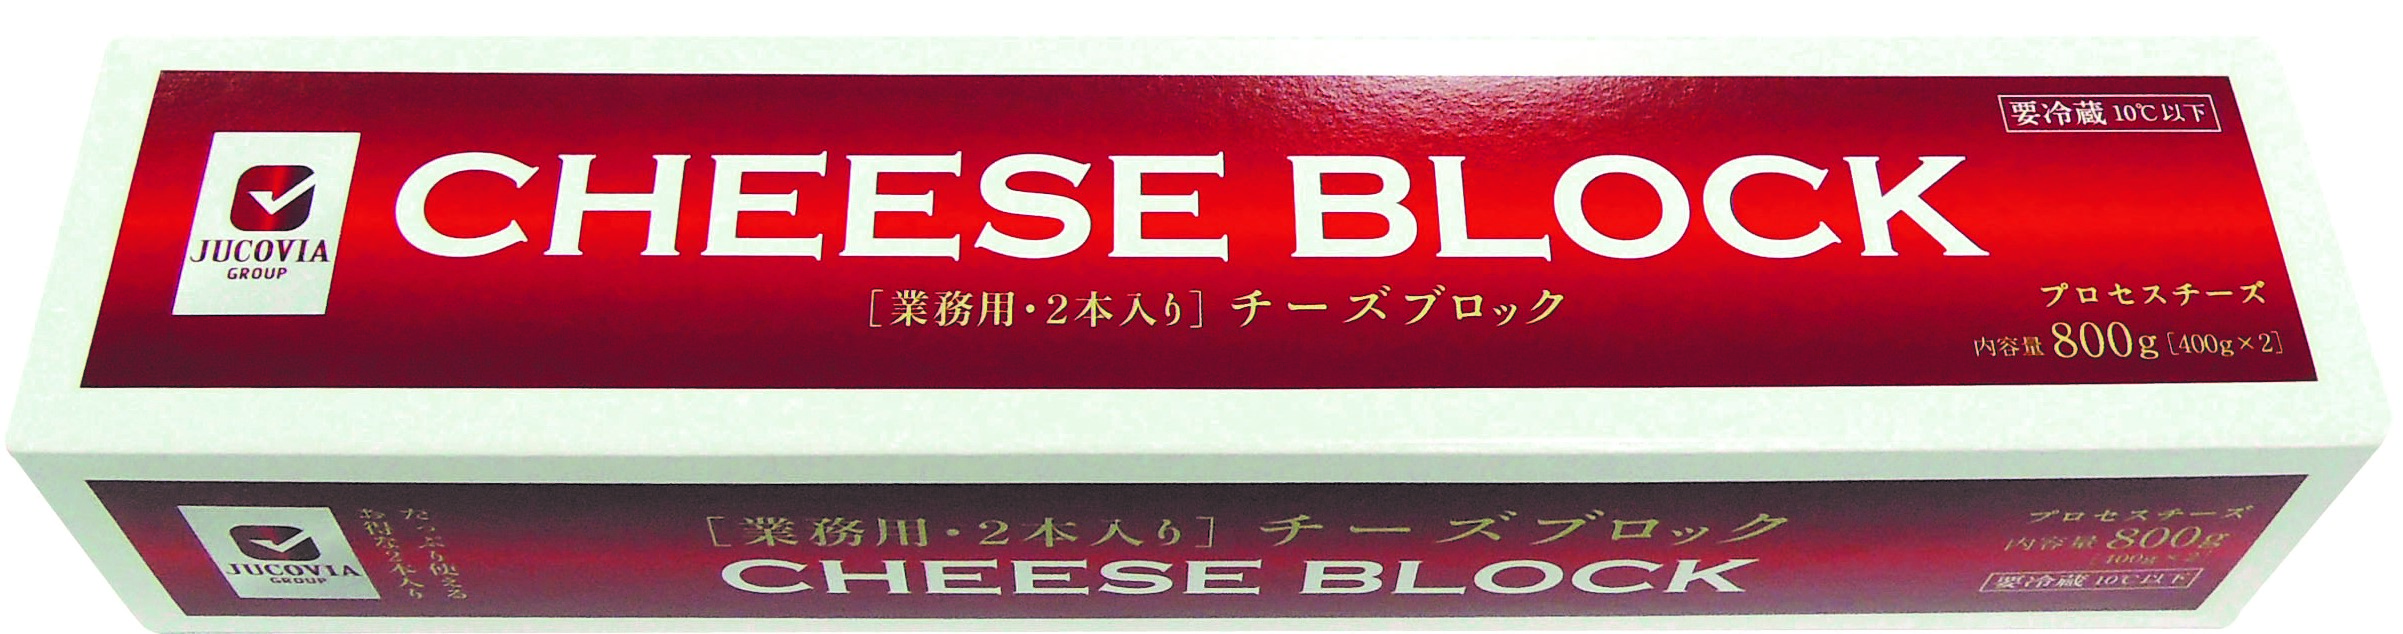 要冷蔵 10℃以下
CHEESE BLOCK
JUCOVIA
GROUP
[業務用・2本入り] チーズブロック
プロセスチーズ
内容量 800g [400g×2]
JUCOVIA
GROUP
たっぷり使える
お得な2本入り
[業務用・2本入り] チーズブロック
CHEESE BLOCK
プロセスチーズ
内容量 800g
[400g×2]
要冷蔵 10℃以下